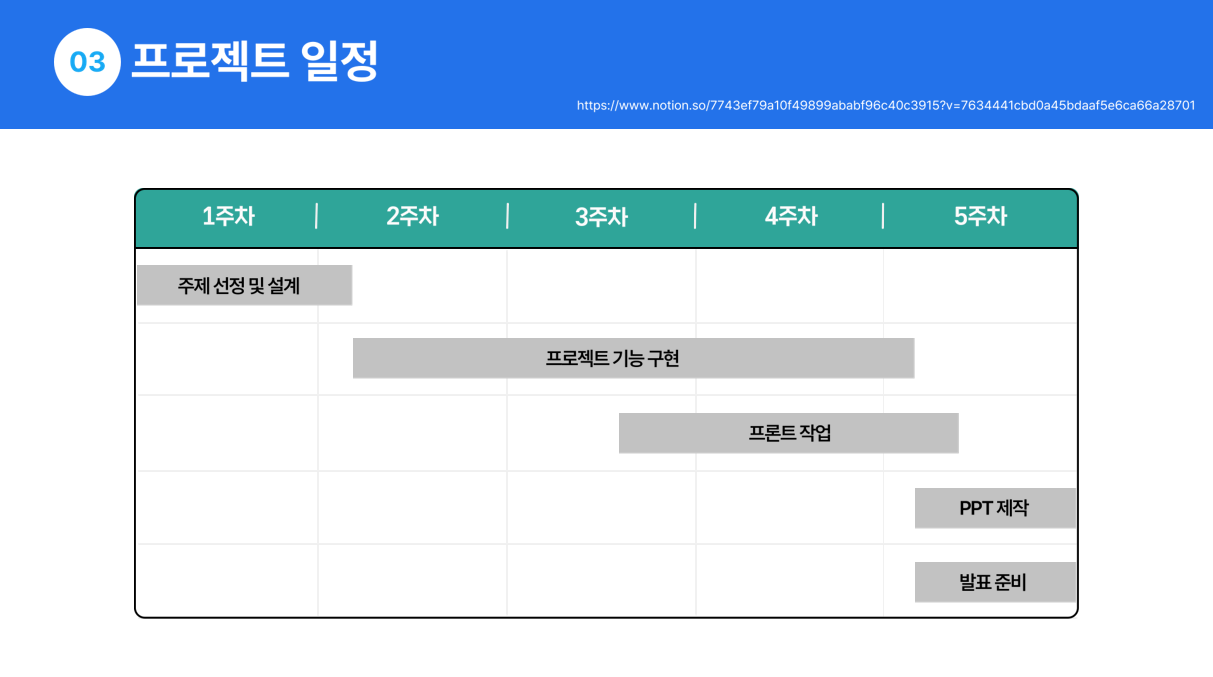 03 프로젝트 일정
https://www.notion.so/7743ef79a10f49899ababf96c40c3915?v=7634441cbd0a45bdaaf5e6ca66a28701
1주차 2주차 3주차 4주차 5주차
주제 선정 및 설계
프로젝트 기능 구현
프론트 작업
PPT 제작
발표 준비